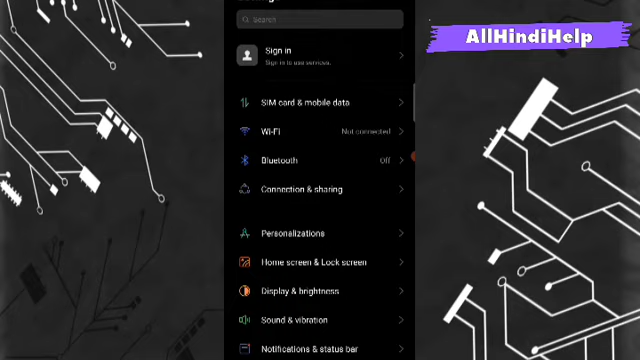 AllHindiHelp
Search
Sign in
Sign in to use services.
SIM card & mobile data
Wi-Fi
Not connected
Bluetooth
Off
Connection & sharing
Personalizations
Home screen & Lock screen
Display & brightness
Sound & vibration
Notifications & status bar